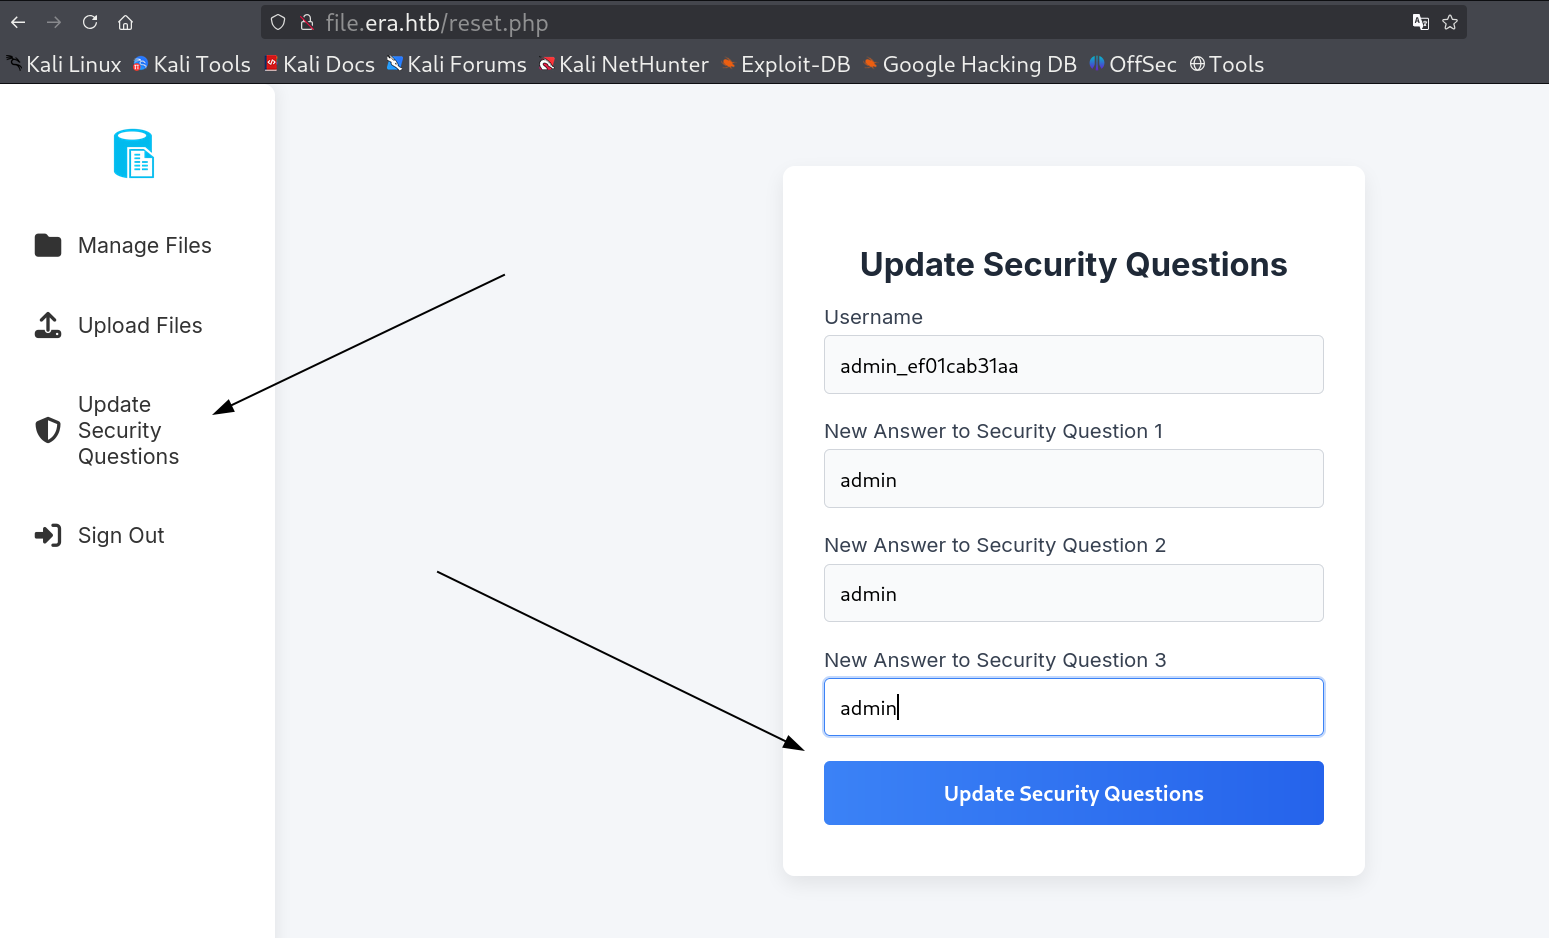 file.era.htb/reset.php
Kali Linux Kali Tools Kali Docs Kali Forums Kali NetHunter Exploit-DB Google Hacking DB OffSec Tools
Manage Files
Upload Files
Update
Security
Questions
Sign Out
Update Security Questions
Username
admin_ef01cab31aa
New Answer to Security Question 1
admin
New Answer to Security Question 2
admin
New Answer to Security Question 3
admin
Update Security Questions